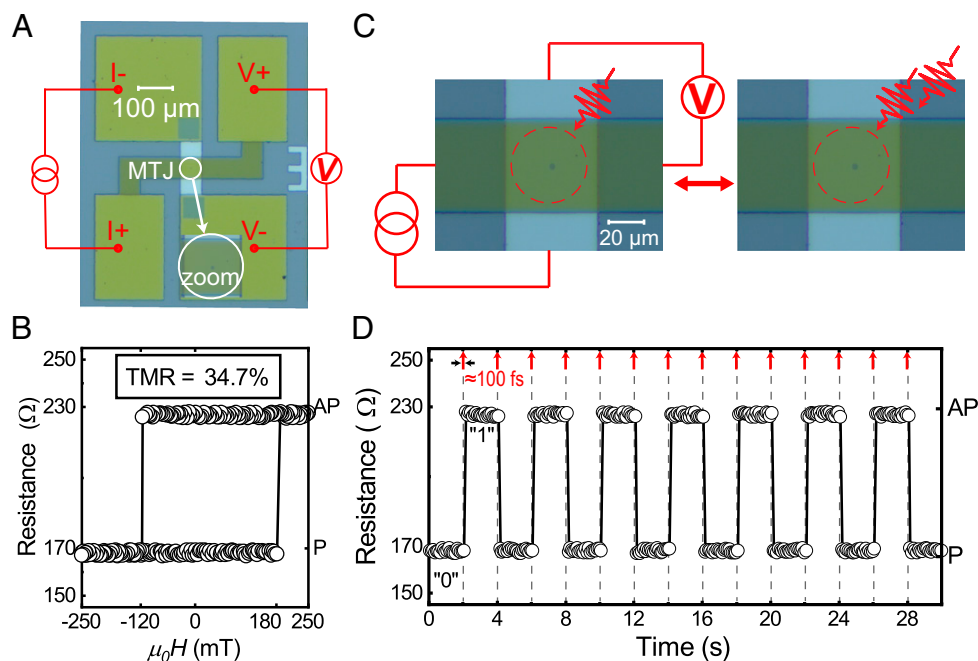 A
I-
V+
100 μm
MTJ
V
I+
V-
zoom
C
V
20 μm
B
TMR = 34.7%
250
230
170
150
AP
P
-250
-120
0
180
250
Resistance (Ω)
μ₀H (mT)
D
250
230
170
150
≈100 fs
"1"
"0"
AP
P
0
4
8
12
16
20
24
28
Resistance (Ω)
Time (s)